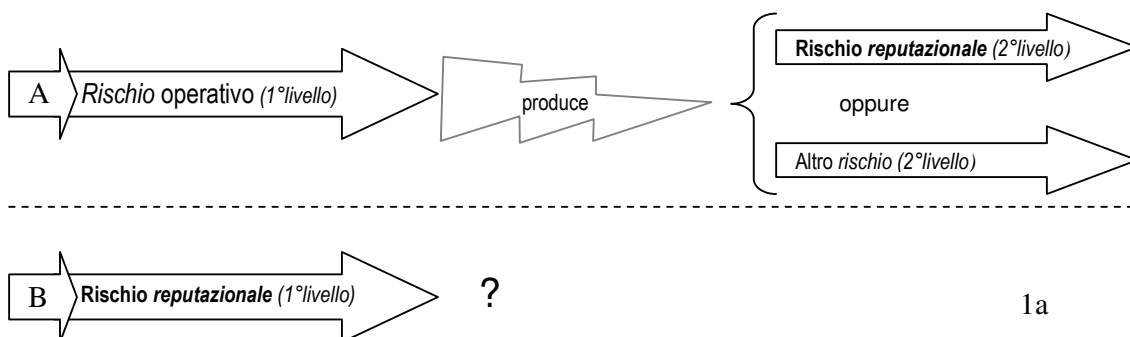 Rischio reputazionale (2°livello)
A
Rischio operativo (1°livello)
produce
oppure
Altro rischio (2°livello)
B
Rischio reputazionale (1°livello)
?
1a